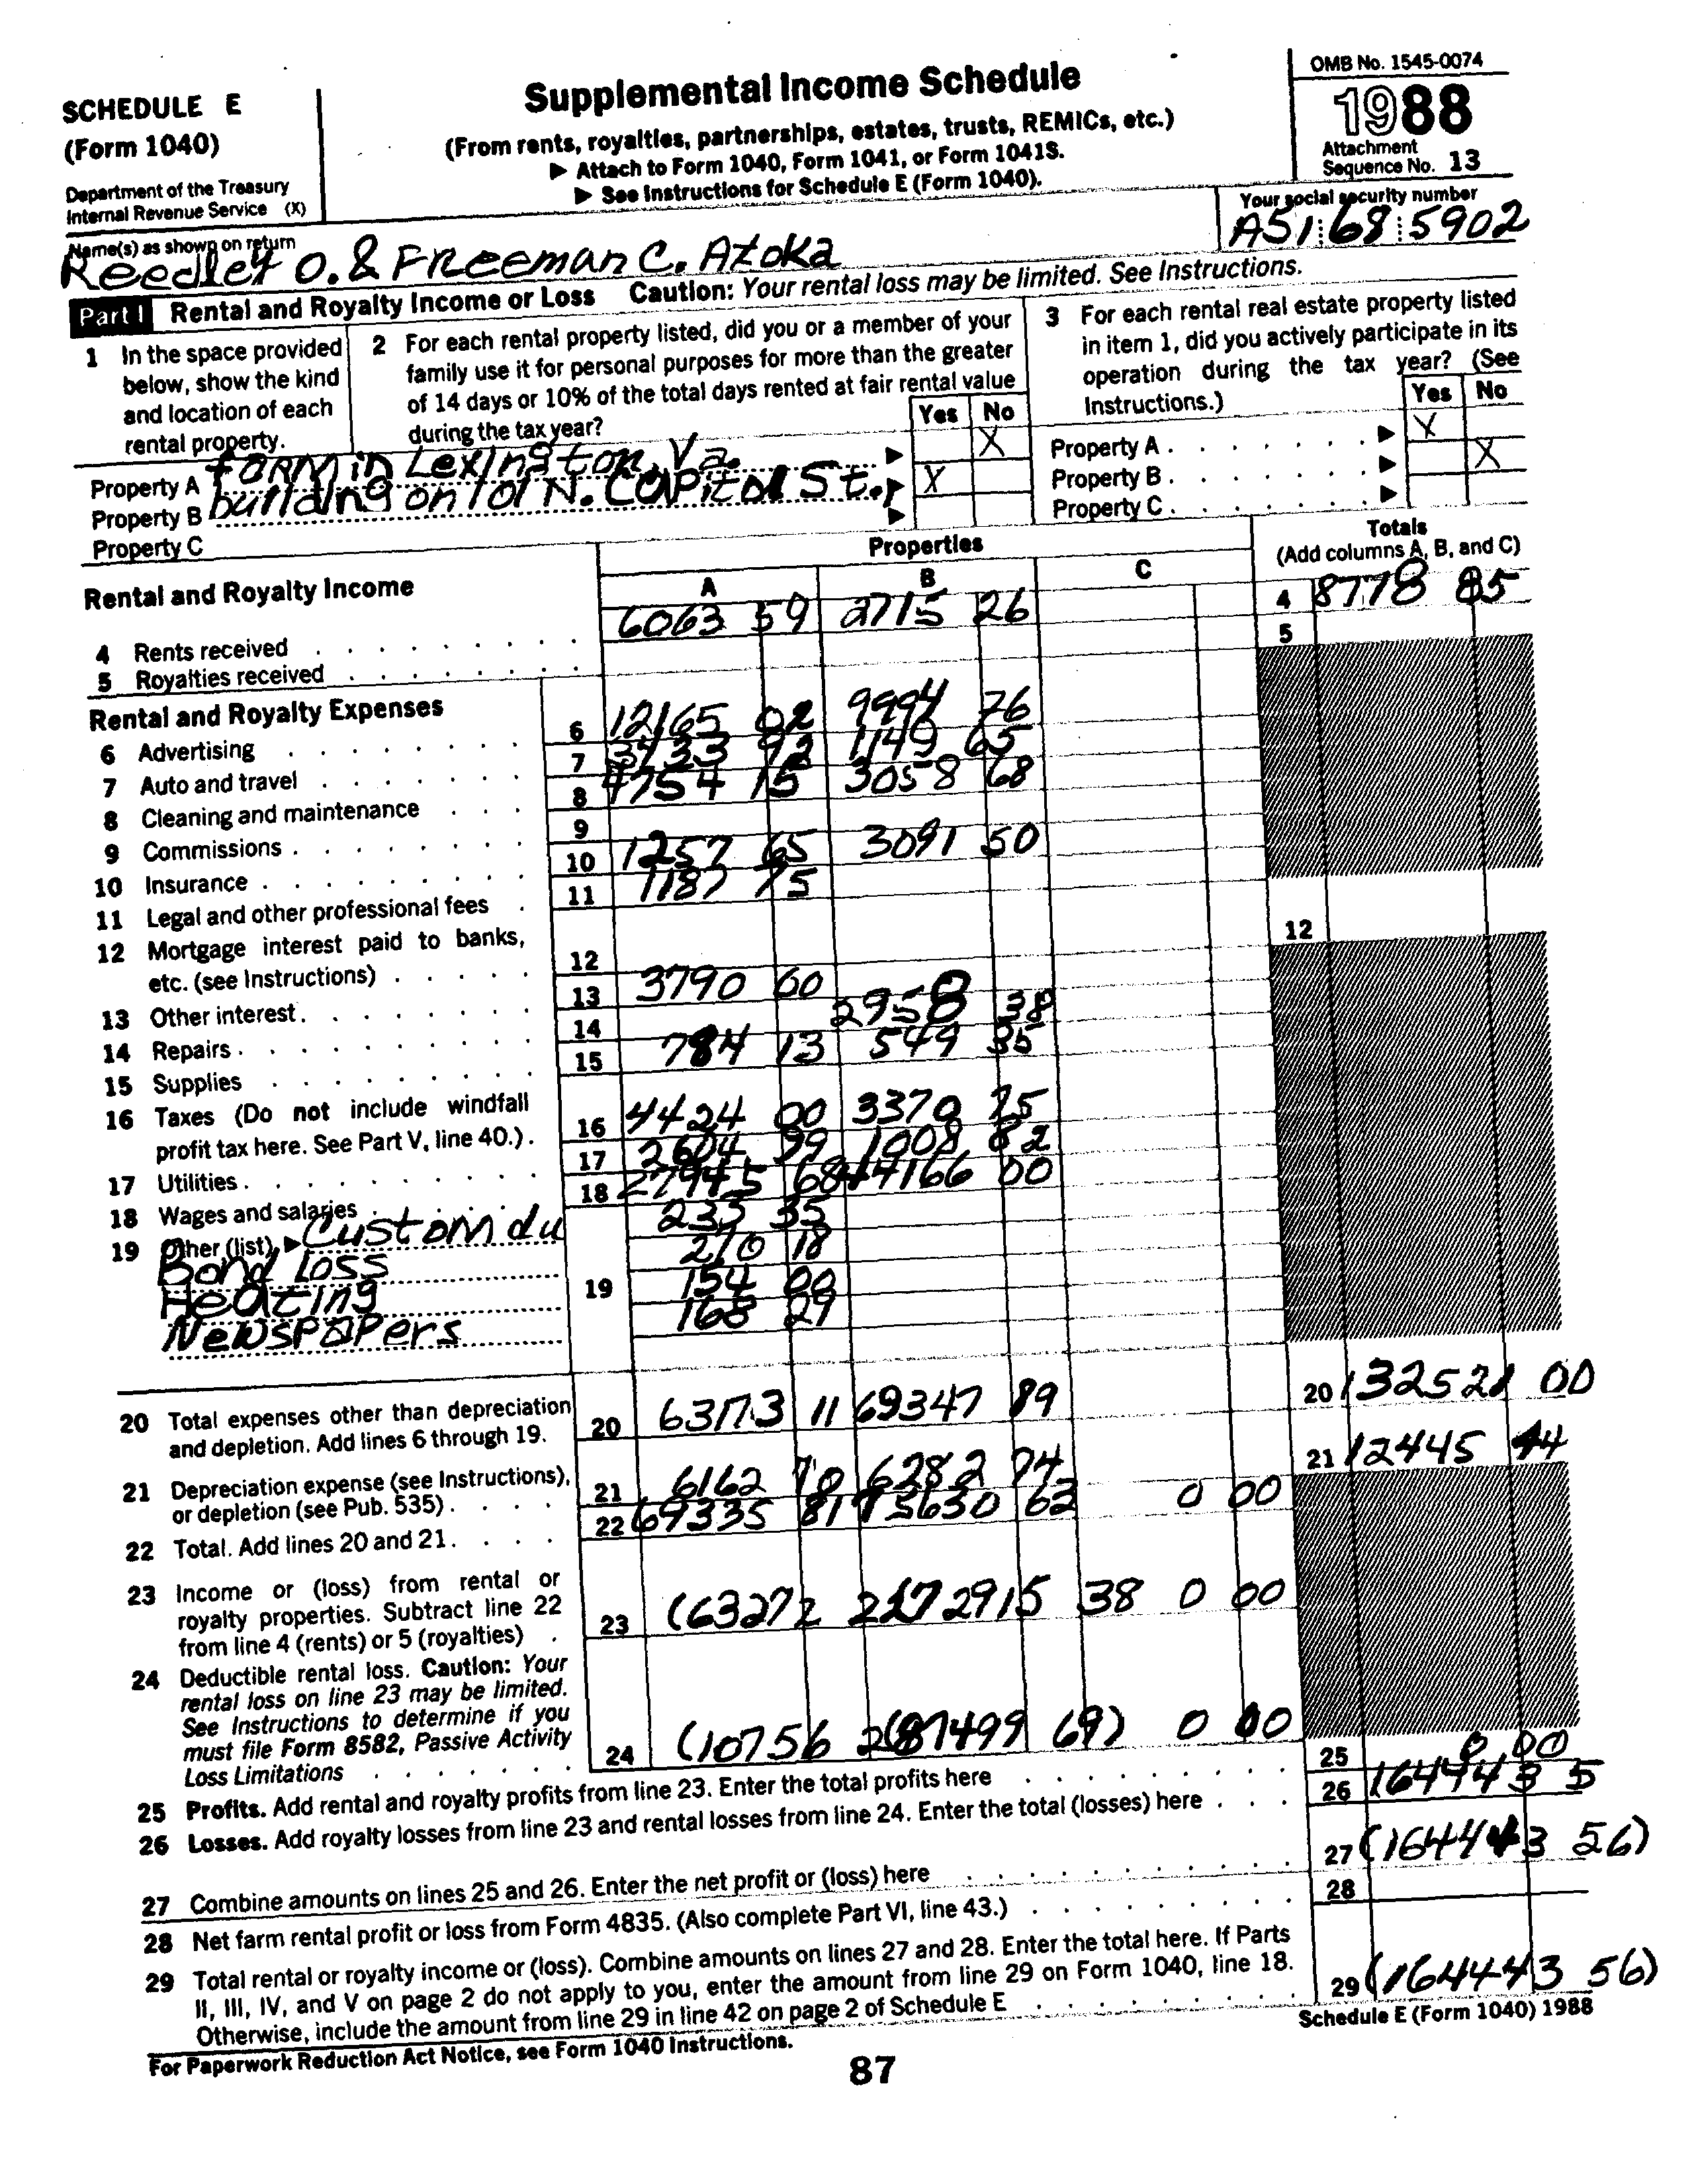 SCHEDULE E
(Form 1040)
Department of the Treasury
Internal Revenue Service (X)
Supplemental Income Schedule
(From rents, royalties, partnerships, estates, trusts, REMICs, etc.)
▶ Attach to Form 1040, Form 1041, or Form 1041S.
▶ See Instructions for Schedule E (Form 1040).
OMB No. 1545-0074
1988
Attachment
Sequence No. 13
Name(s) as shown on return
Reedley O. & Freeman C. Atoka
Your social security number
A51 68 5902
Part I Rental and Royalty Income or Loss Caution: Your rental loss may be limited. See Instructions.
1 In the space provided
below, show the kind
and location of each
rental property.
2 For each rental property listed, did you or a member of your
family use it for personal purposes for more than the greater
of 14 days or 10% of the total days rented at fair rental value
during the tax year?
Yes No
3 For each rental real estate property listed
in item 1, did you actively participate in its
operation during the tax year? (See
Instructions.)
Yes No
Property A farm in Lexington, Va. ▶ X
Property B building on 101 N. Capitol St. ▶ X
Property C ▶
Property A ▶ X
Property B ▶ X
Property C ▶
Rental and Royalty Income
Properties
A B C
Totals
(Add columns A, B, and C)
4 Rents received 6063 59 2715 26 4 8778 85
5 Royalties received 5
Rental and Royalty Expenses
6 Advertising 6 12165 02 9994 76
7 Auto and travel 7 3433 92 1149 65
8 Cleaning and maintenance 8 4754 15 3058 68
9 Commissions 9
10 Insurance 10 1257 65 3091 50
11 Legal and other professional fees 11 1187 75
12 Mortgage interest paid to banks,
etc. (see Instructions) 12 12
13 Other interest 13 3790 60
14 Repairs 14 2958 38
15 Supplies 15 784 13 549 35
16 Taxes (Do not include windfall
profit tax here. See Part V, line 40.) 16 4424 00 3370 75
17 Utilities 17 2604 99 1008 82
18 Wages and salaries 18 27945 68 44166 00
19 Other (list) ▶ Custom du 233 35
Bond Loss 210 18
Heating 19 154 00
Newspapers 168 29
20 Total expenses other than depreciation
and depletion. Add lines 6 through 19. 20 63173 11 69347 89 20 132521 00
21 Depreciation expense (see Instructions),
or depletion (see Pub. 535) 21 6162 70 6282 74 21 12445 44
22 Total. Add lines 20 and 21 22 69335 81 75630 63 0 00
23 Income or (loss) from rental or
royalty properties. Subtract line 22
from line 4 (rents) or 5 (royalties) 23 (63272 22 72915 38 0 00
24 Deductible rental loss. Caution: Your
rental loss on line 23 may be limited.
See Instructions to determine if you
must file Form 8582, Passive Activity
Loss Limitations 24 (10756 2(87499 69) 0 00
25 Profits. Add rental and royalty profits from line 23. Enter the total profits here 25 0 00
26 Losses. Add royalty losses from line 23 and rental losses from line 24. Enter the total (losses) here 26 164443 5
27 Combine amounts on lines 25 and 26. Enter the net profit or (loss) here 27 (164443 56)
28 Net farm rental profit or loss from Form 4835. (Also complete Part VI, line 43.) 28
29 Total rental or royalty income or (loss). Combine amounts on lines 27 and 28. Enter the total here. If Parts
II, III, IV, and V on page 2 do not apply to you, enter the amount from line 29 on Form 1040, line 18.
Otherwise, include the amount from line 29 in line 42 on page 2 of Schedule E 29 (164443 56)
For Paperwork Reduction Act Notice, see Form 1040 Instructions.
Schedule E (Form 1040) 1988
87